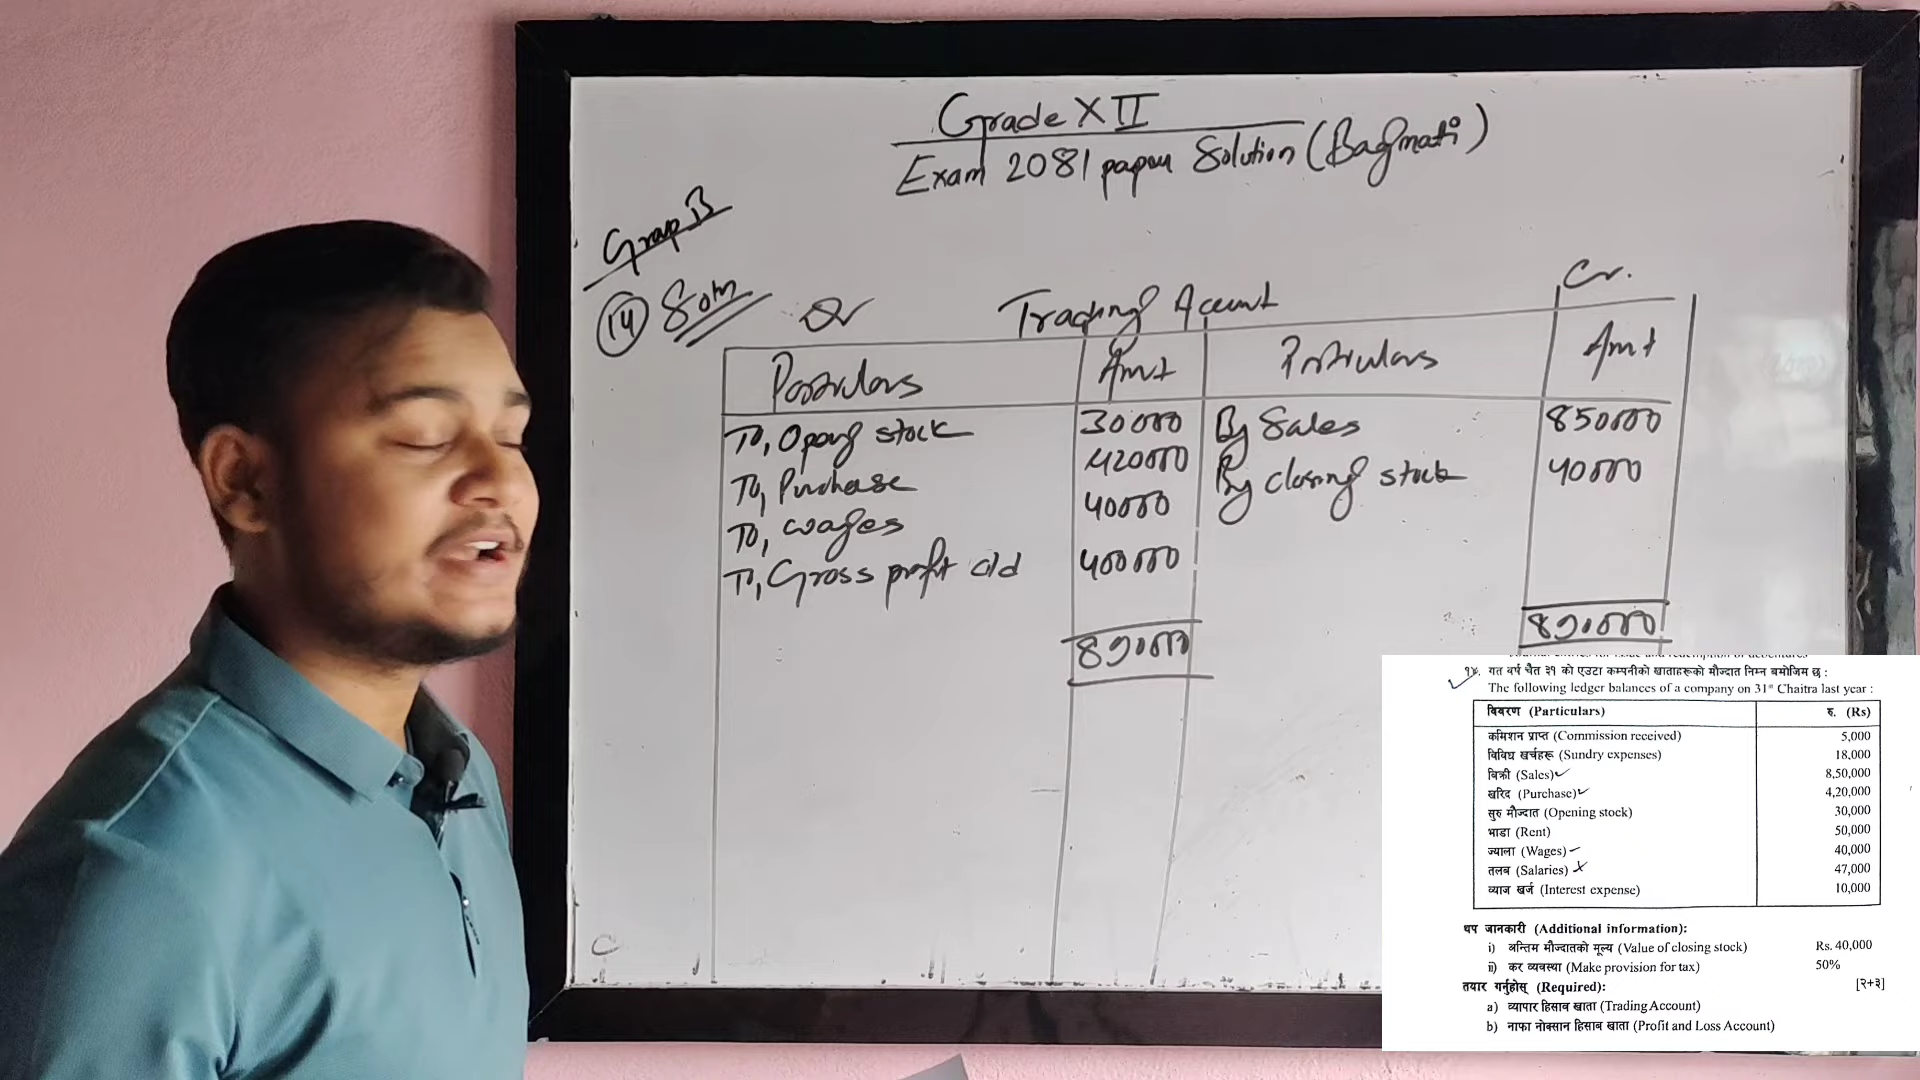 Grade XII
Exam 2081 paper Solution (Bagmati)
Group B
14 Soln
Dr Trading Account Cr.
Particulars Amt Particulars Amt
To, Opong stock 30000 By Sales 850000
To, Purchase 420000 By closing stock 40000
To, wages 40000
To, Gross profit c/d 400000
890000 890000
१४. गत वर्ष चैत ३१ को एउटा कम्पनीको खाताहरूको मौज्दात निम्न बमोजिम छ :
The following ledger balances of a company on 31st Chaitra last year :
विवरण (Particulars) रु. (Rs)
कमिशन प्राप्त (Commission received) 5,000
विविध खर्चहरू (Sundry expenses) 18,000
बिक्री (Sales) 8,50,000
खरिद (Purchase) 4,20,000
सुरु मौज्दात (Opening stock) 30,000
भाडा (Rent) 50,000
ज्याला (Wages) 40,000
तलब (Salaries) 47,000
ब्याज खर्च (Interest expense) 10,000
थप जानकारी (Additional information):
i) अन्तिम मौज्दातको मूल्य (Value of closing stock) Rs. 40,000
ii) कर व्यवस्था (Make provision for tax) 50%
तयार गर्नुहोस् (Required): [२+३]
a) व्यापार हिसाब खाता (Trading Account)
b) नाफा नोक्सान हिसाब खाता (Profit and Loss Account)